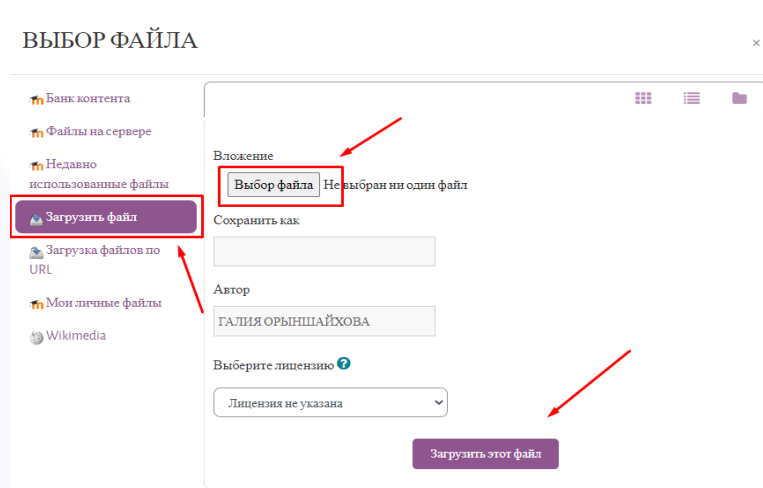 ВЫБОР ФАЙЛА
×
Банк контента
Файлы на сервере
Недавно
использованные файлы
Загрузить файл
Загрузка файлов по
URL
Мои личные файлы
Wikimedia
Вложение
Выбор файла Не выбран ни один файл
Сохранить как
Автор
ГАЛИЯ ОРЫНШАЙХОВА
Выберите лицензию ?
Лицензия не указана
Загрузить этот файл